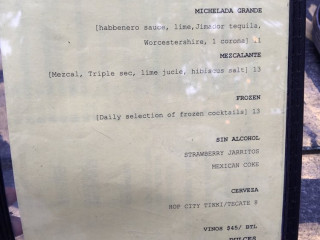 MICHELADA GRANDE
[habbenero sauce, lime,Jimador tequila,
Worcestershire, 1 corona]
MEZCALANTE
[Mezcal, Triple sec, lime jucie, hibiscus salt] 13
FROZEN
[Daily selection of frozen cocktails] 13
SIN ALCOHOL
STRAWBERRY JARRITOS
MEXICAN COKE
CERVEZA
HOP CITY TIKKI/TECATE 8
VINOS $45/ BTL
DULCES